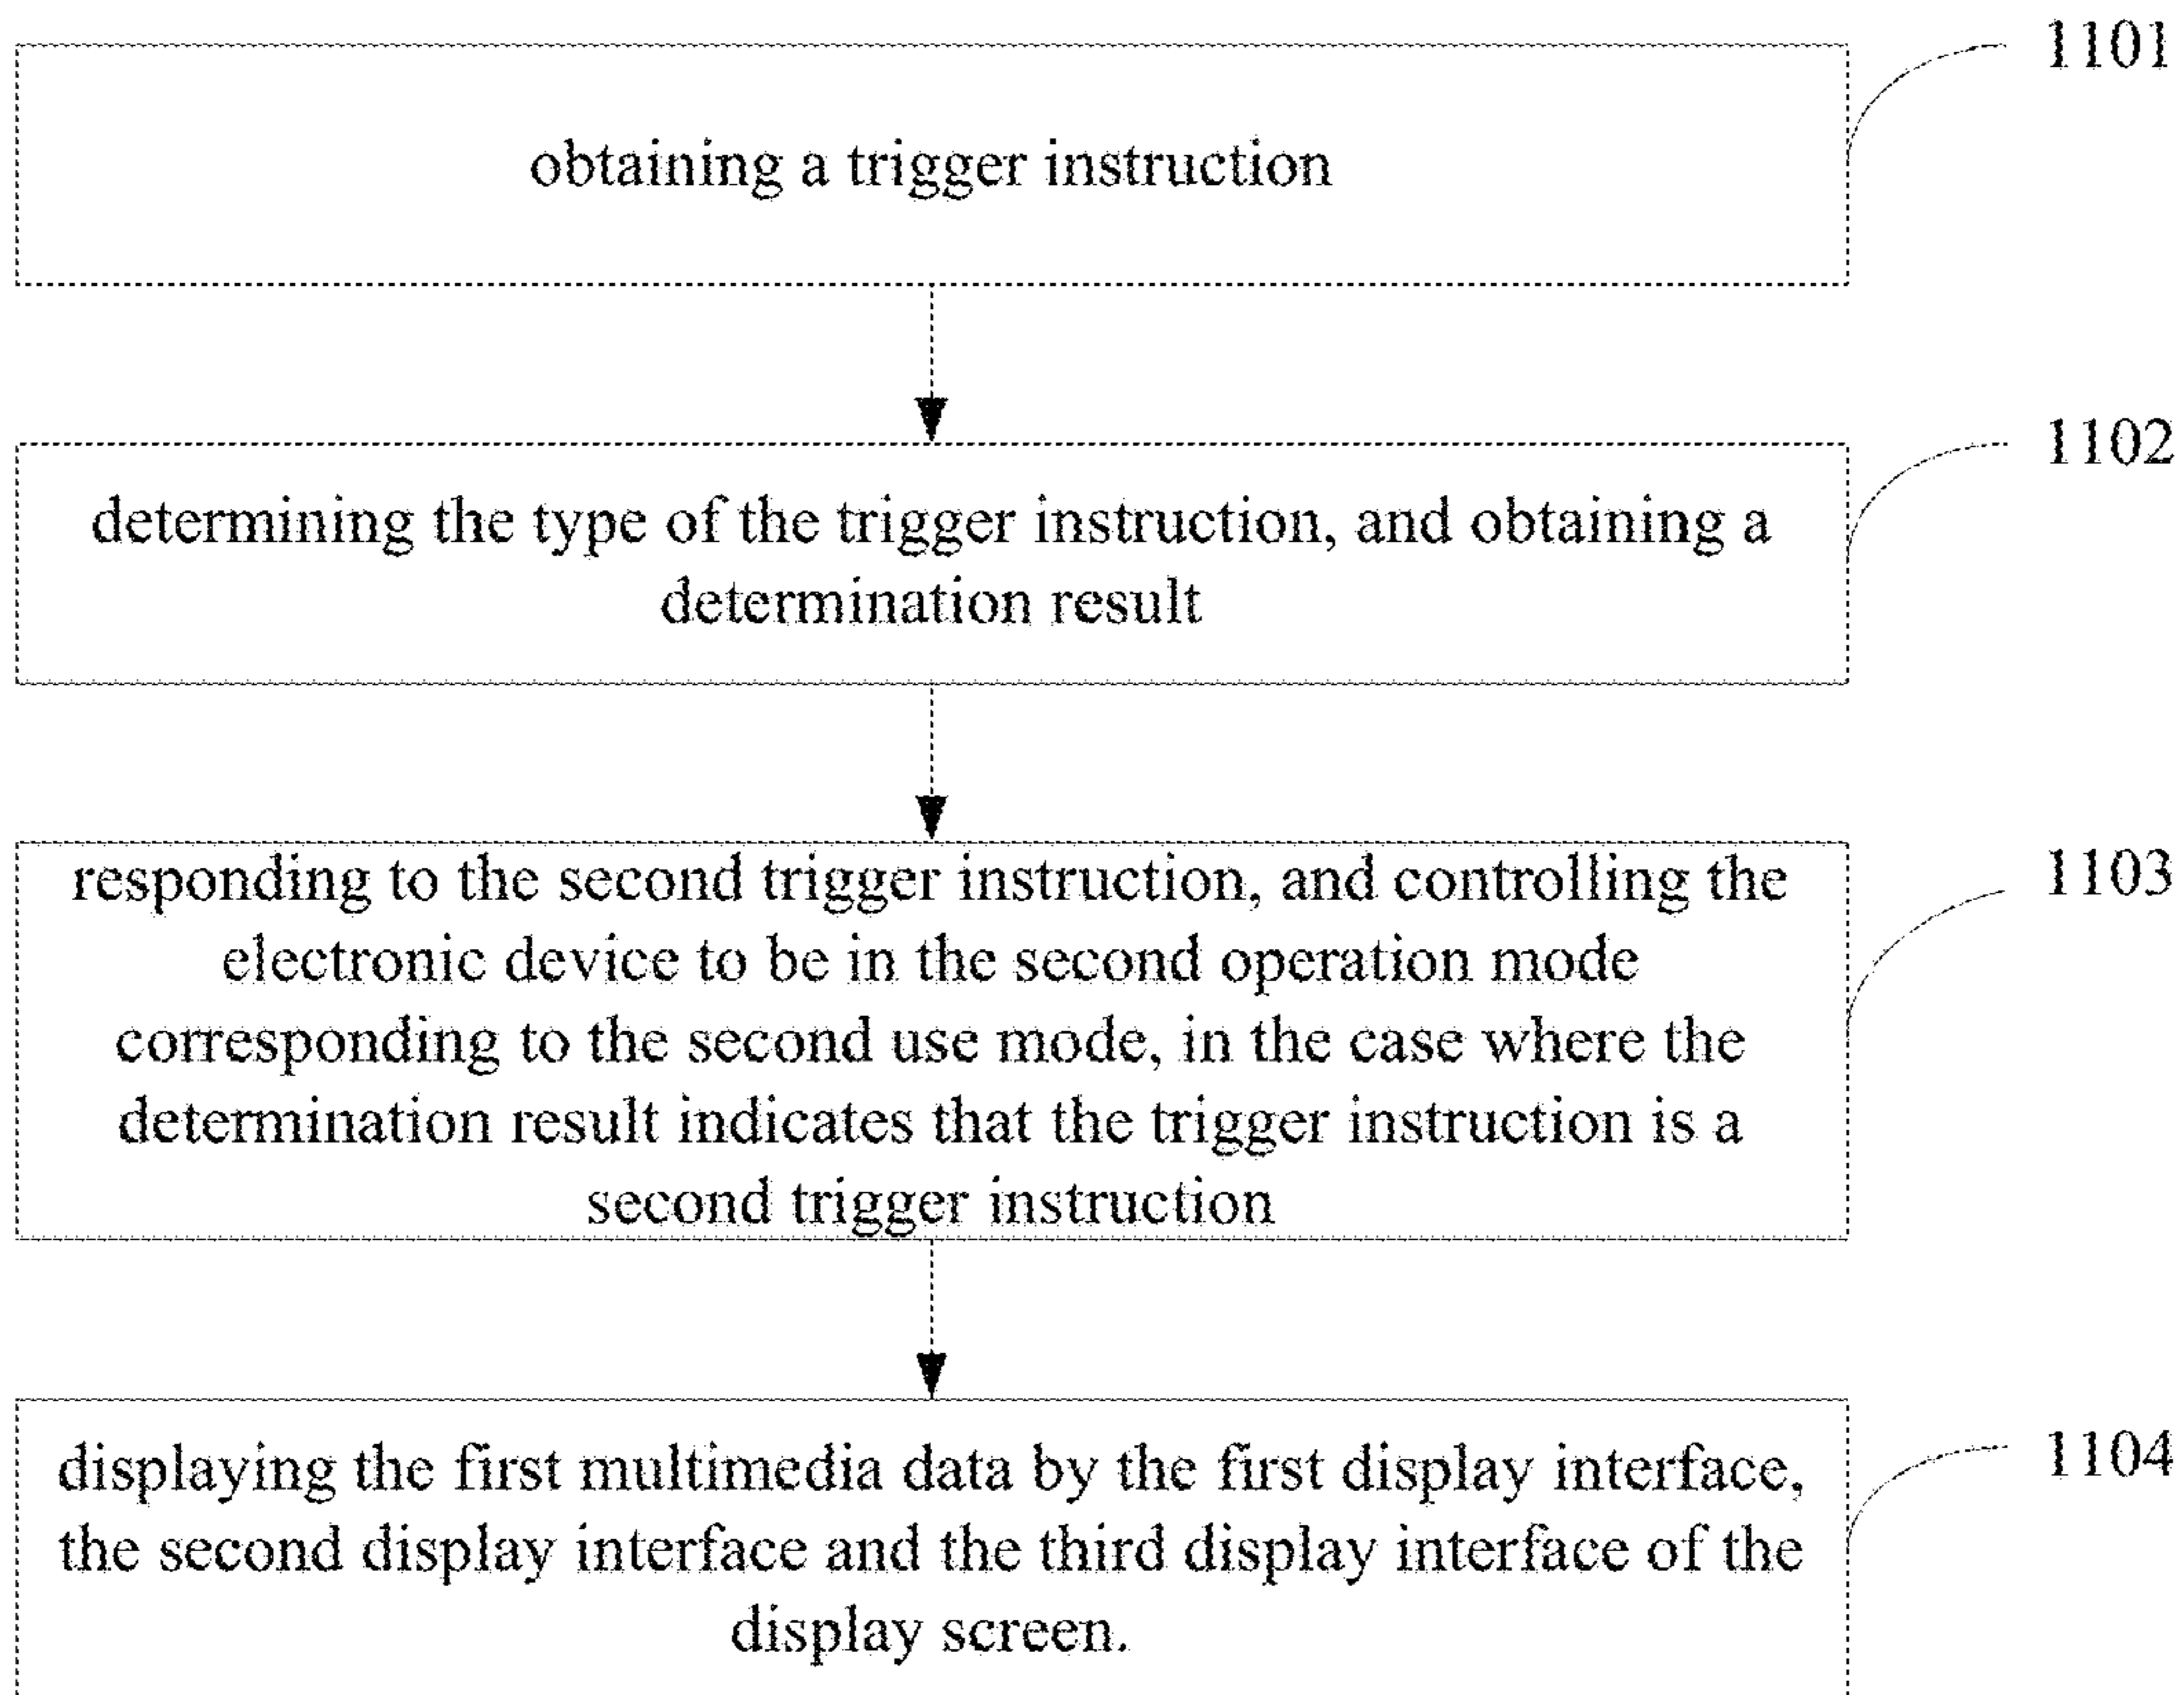 1101
obtaining a trigger instruction
1102
determining the type of the trigger instruction, and obtaining a
determination result
1103
responding to the second trigger instruction, and controlling the
electronic device to be in the second operation mode
corresponding to the second use mode, in the case where the
determination result indicates that the trigger instruction is a
second trigger instruction
1104
displaying the first multimedia data by the first display interface,
the second display interface and the third display interface of the
display screen.